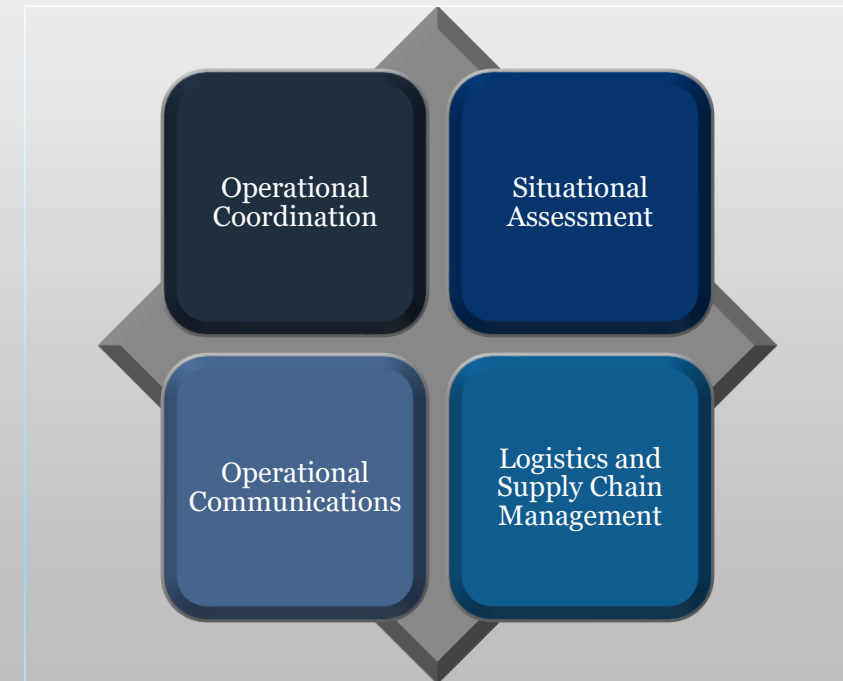 Operational
Coordination
Situational
Assessment
Operational
Communications
Logistics and
Supply Chain
Management